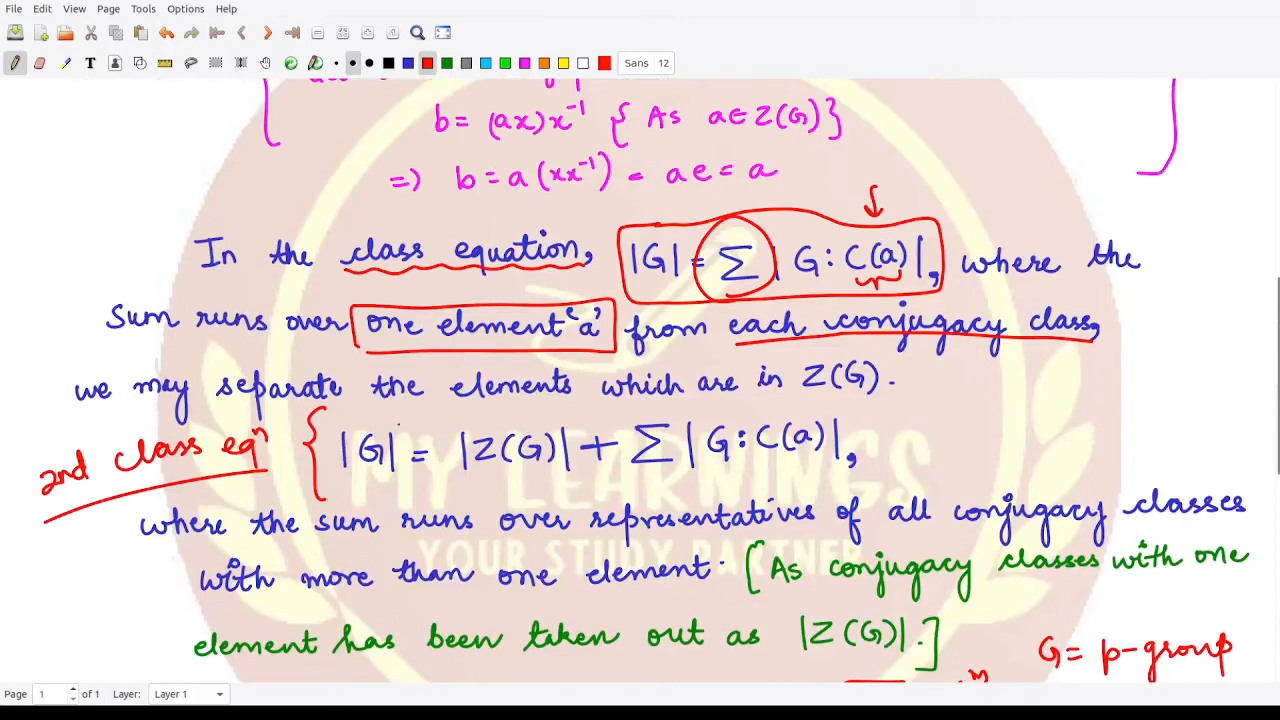 File Edit View Page Tools Options Help
Sans 12
b = (ax)x⁻¹ { As a ∈ Z(G)}
=> b = a(xx⁻¹) = ae = a
In the class equation, |G| = Σ |G : C(a)|, where the
Sum runs over one element 'a' from each conjugacy class,
we may separate the elements which are in Z(G).
2nd class eqⁿ { |G| = |Z(G)| + Σ |G : C(a)|,
where the sum runs over representatives of all conjugacy classes
with more than one element. [As conjugacy classes with one
element has been taken out as |Z(G)|.]
G = p-group
MY LEARNINGS
YOUR STUDY PARTNER
Page 1 of 1 Layer: Layer 1